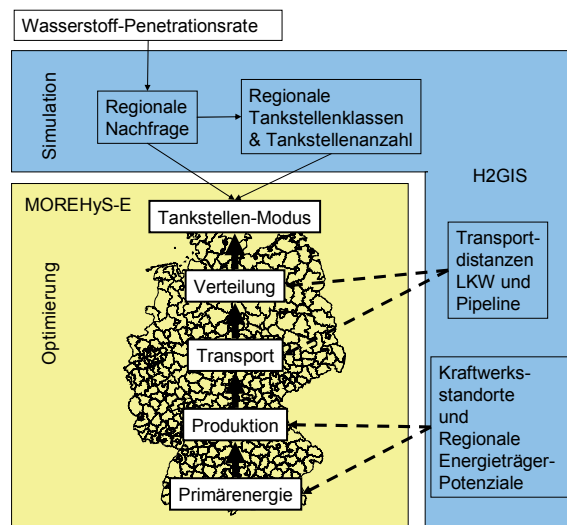 Wasserstoff-Penetrationsrate
Simulation
Regionale
Nachfrage
Regionale
Tankstellenklassen
& Tankstellenanzahl
H2GIS
MOREHyS-E
Optimierung
Tankstellen-Modus
Verteilung
Transport
Produktion
Primärenergie
Transport-
distanzen
LKW und
Pipeline
Kraftwerks-
standorte
und
Regionale
Energieträger-
Potenziale